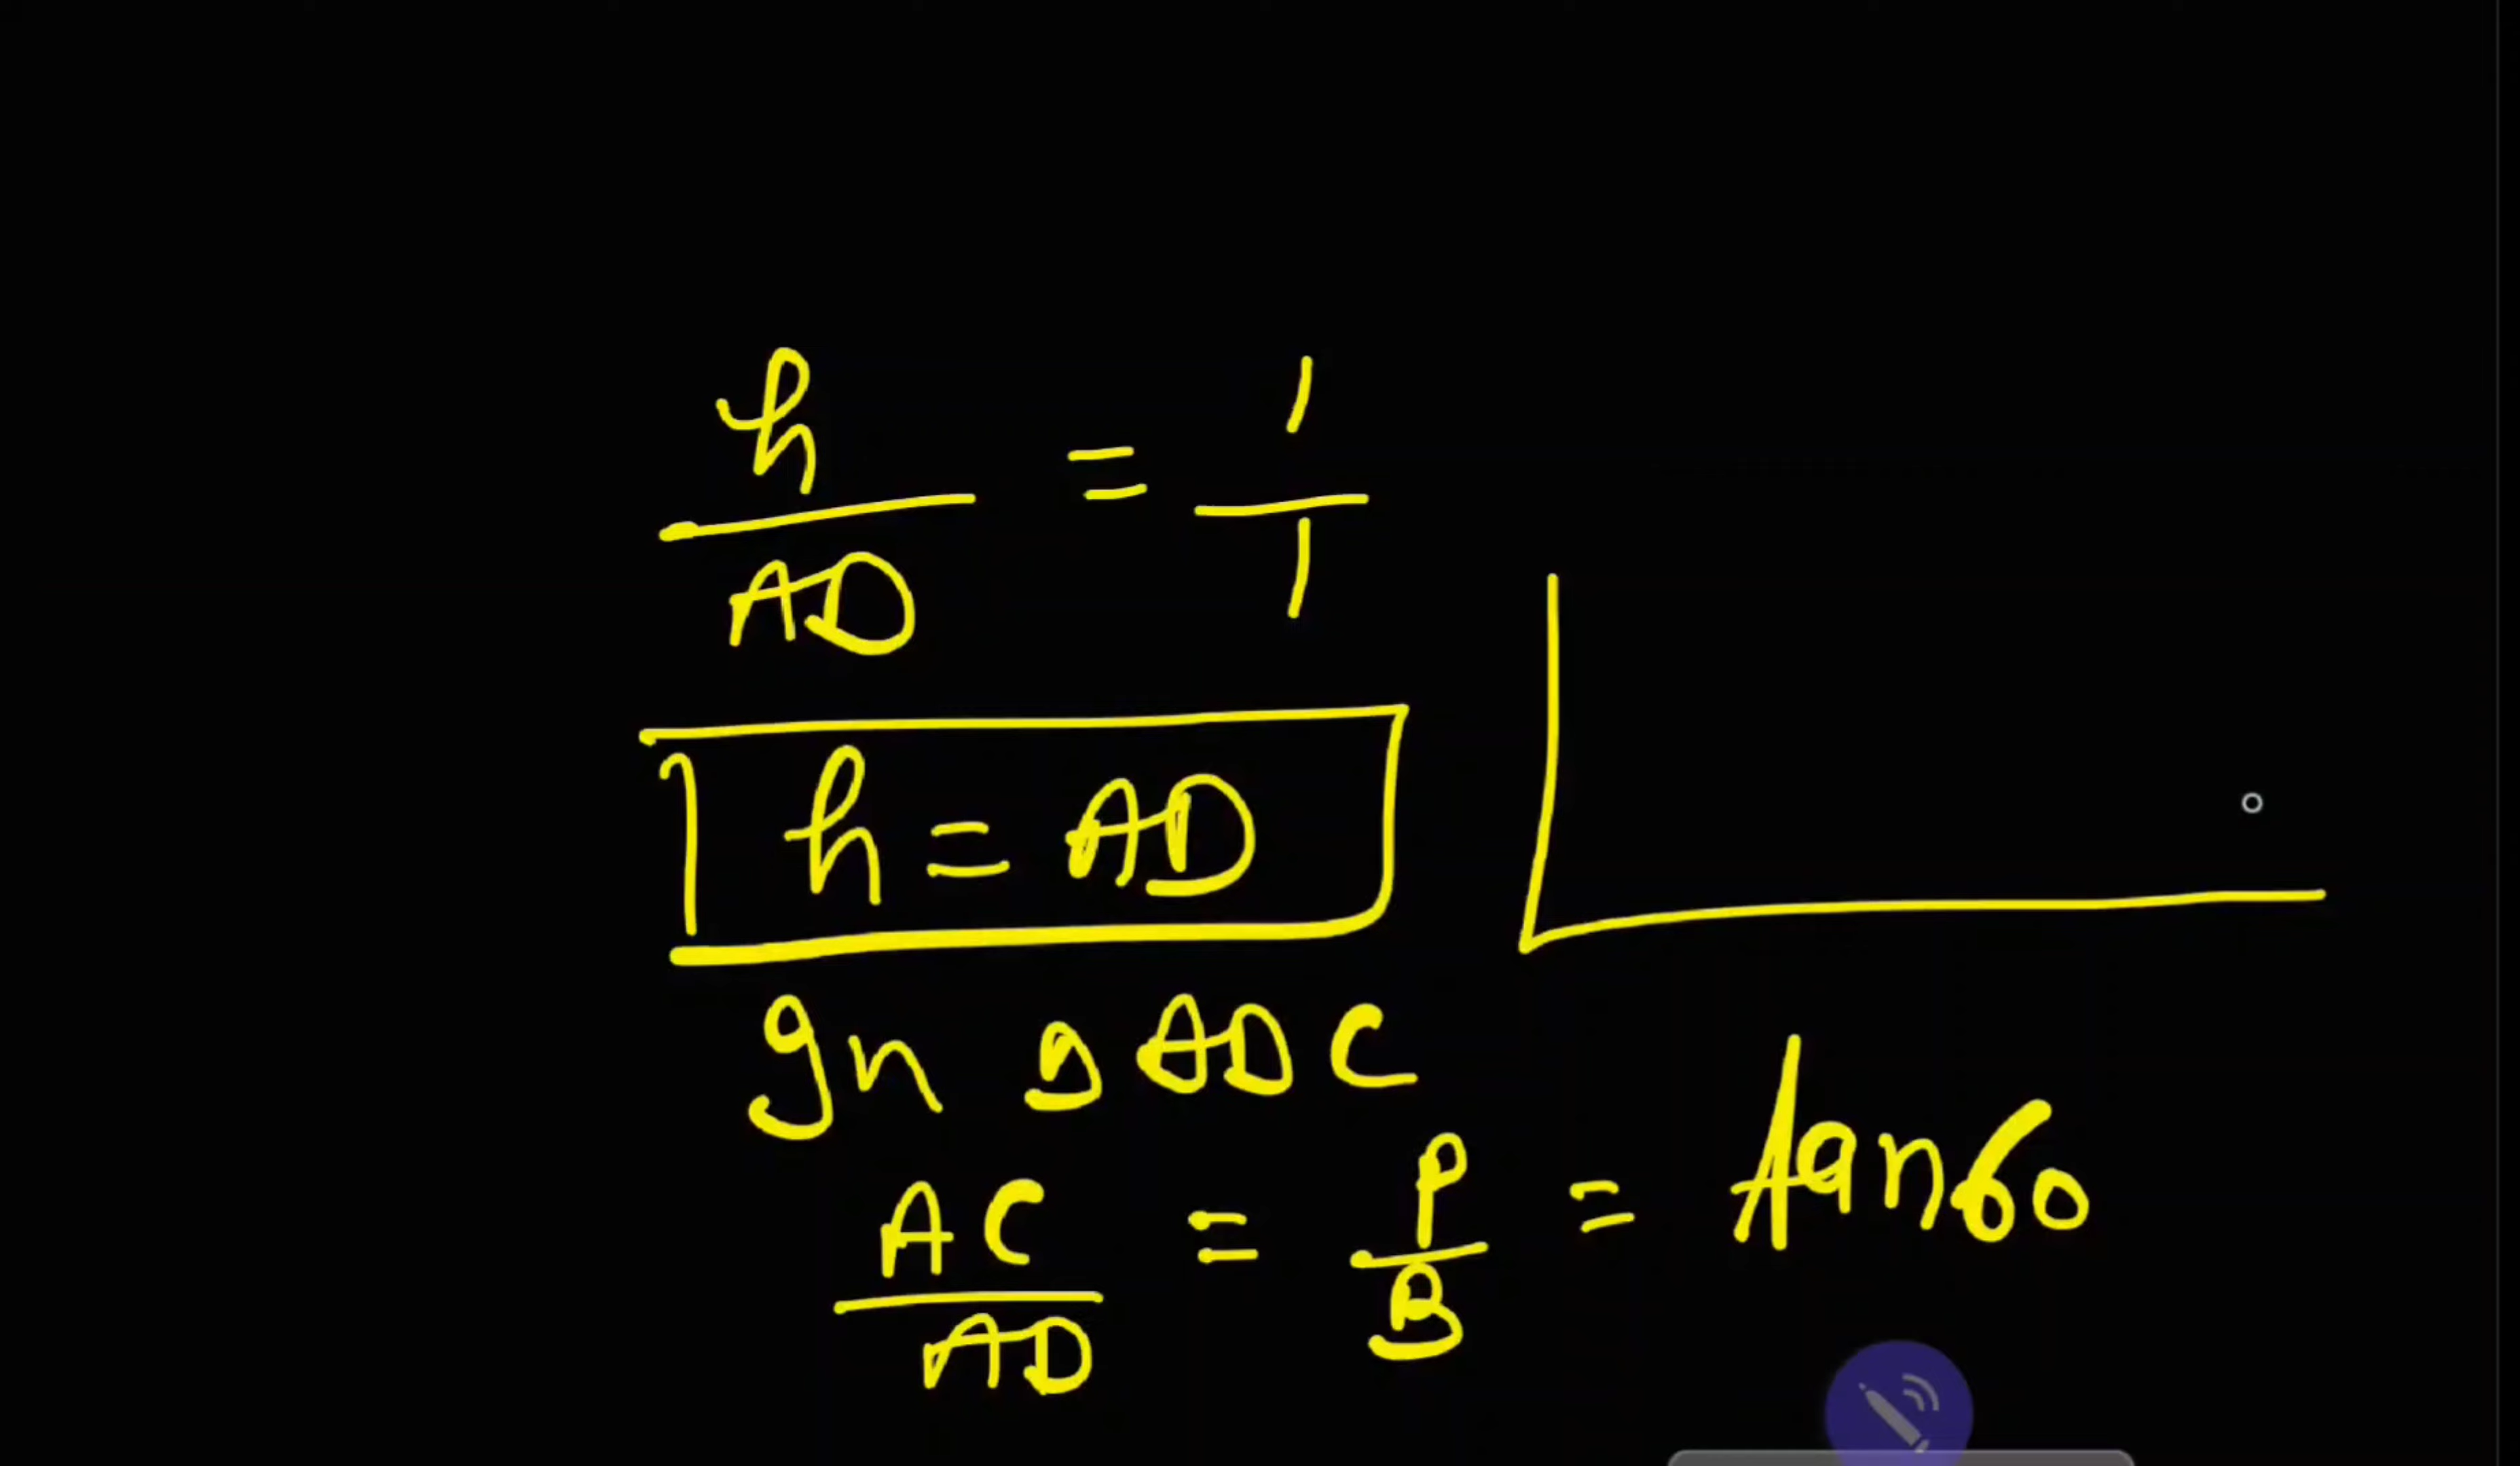 h/AD = 1/1
h = AD
In △ ADC
AC/AD = P/B = tan60